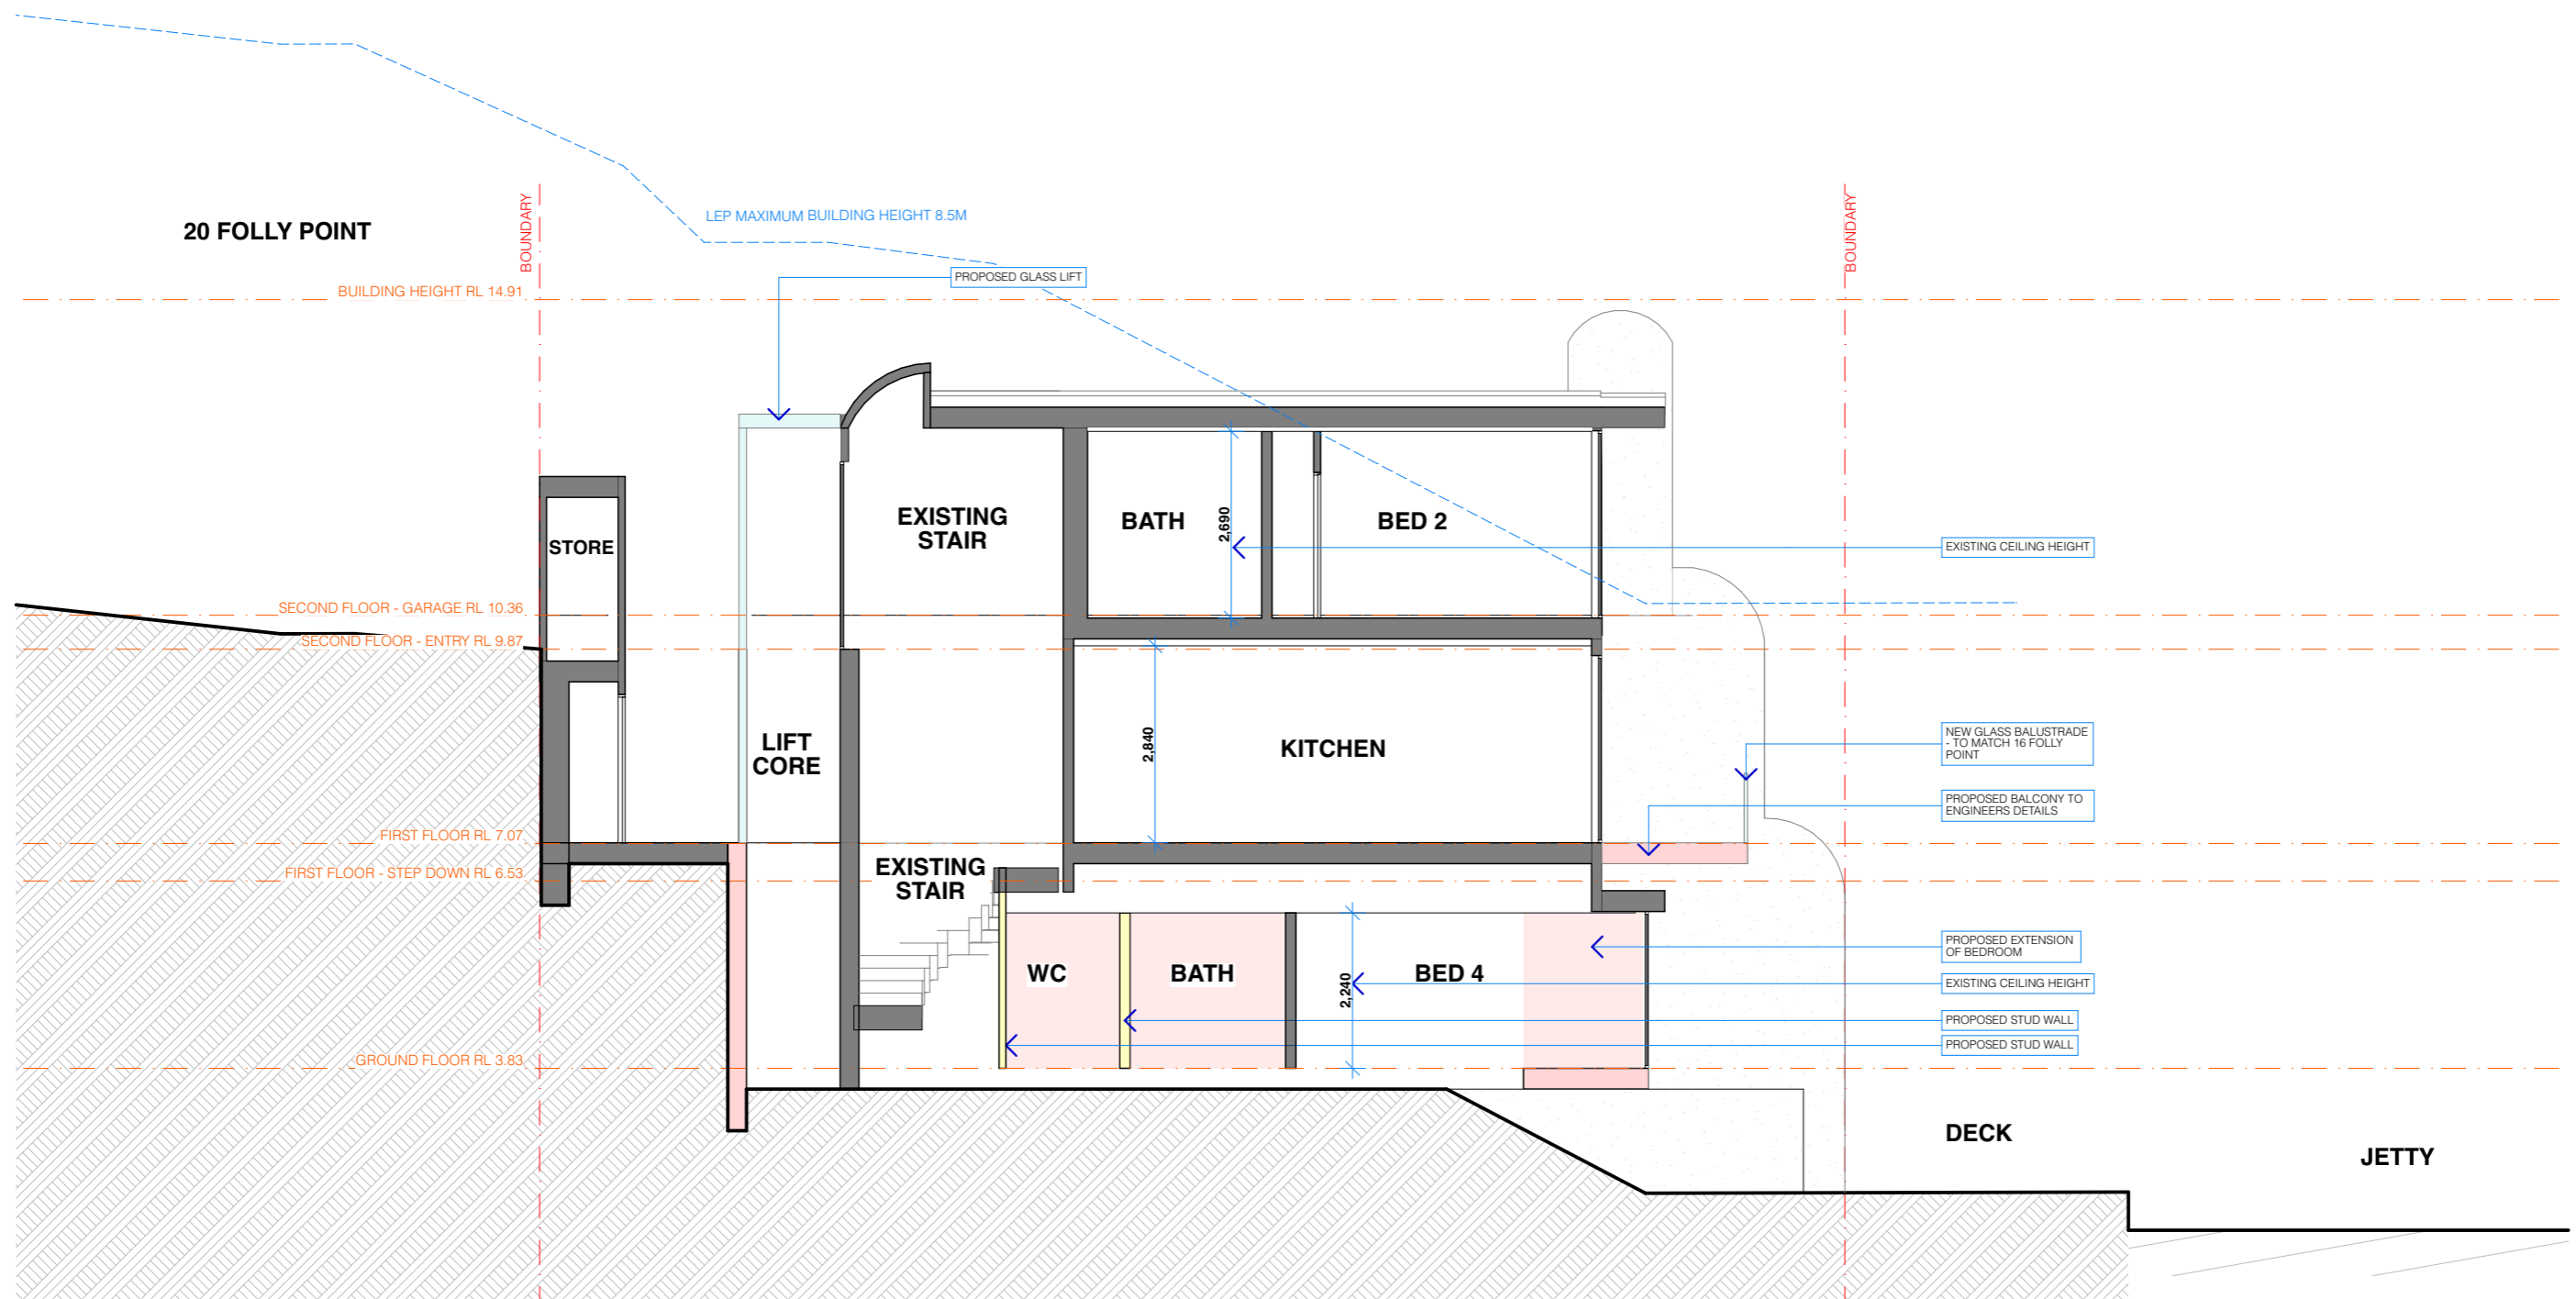 BOUNDARY
BOUNDARY
LEP MAXIMUM BUILDING HEIGHT 8.5M
20 FOLLY POINT
PROPOSED GLASS LIFT
BUILDING HEIGHT RL 14.91
EXISTING
STAIR
BATH
2,690
BED 2
STORE
EXISTING CEILING HEIGHT
SECOND FLOOR - GARAGE RL 10.36
SECOND FLOOR - ENTRY RL 9.87
LIFT
CORE
2,840
KITCHEN
NEW GLASS BALUSTRADE
- TO MATCH 16 FOLLY
POINT
PROPOSED BALCONY TO
ENGINEERS DETAILS
FIRST FLOOR RL 7.07
FIRST FLOOR - STEP DOWN RL 6.53
EXISTING
STAIR
PROPOSED EXTENSION
OF BEDROOM
WC
BATH
2,240
BED 4
EXISTING CEILING HEIGHT
PROPOSED STUD WALL
PROPOSED STUD WALL
GROUND FLOOR RL 3.83
DECK
JETTY